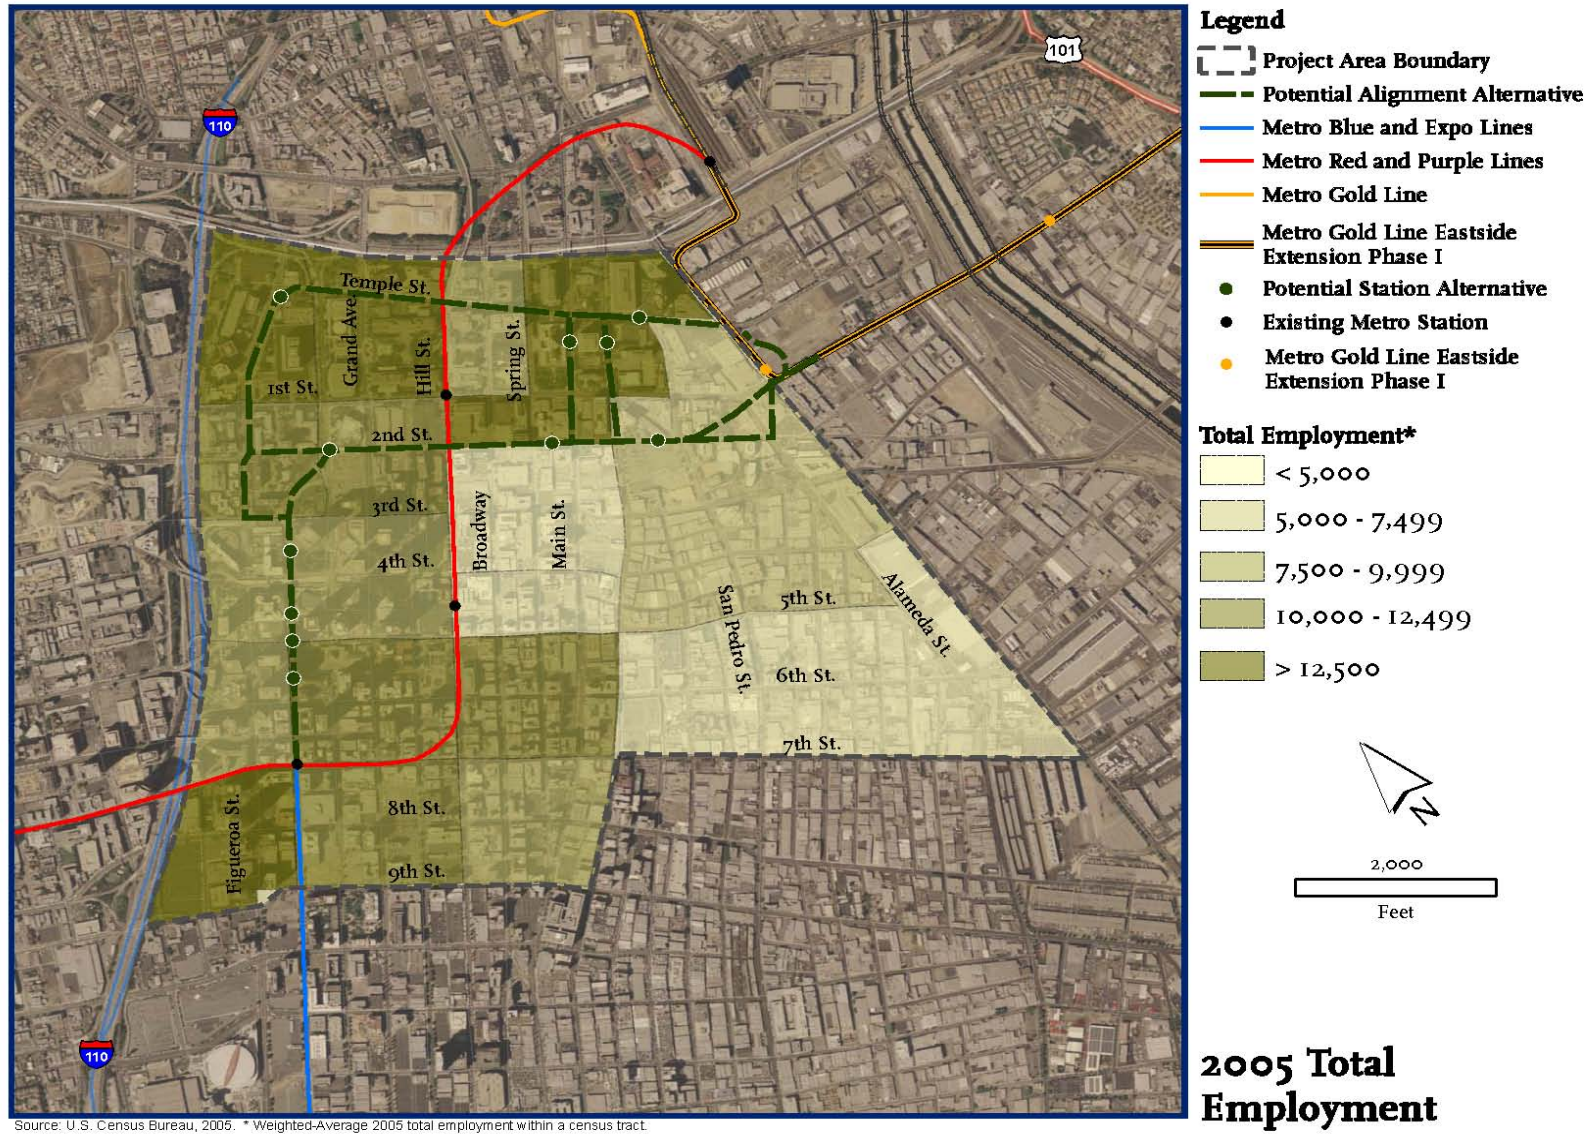 101
110
Temple St.
Grand Ave.
Hill St.
Spring St.
1st St.
2nd St.
3rd St.
Broadway
Main St.
4th St.
San Pedro St.
5th St.
Alameda St.
6th St.
7th St.
Figueroa St.
8th St.
9th St.
110
Source: U.S. Census Bureau, 2005. * Weighted-Average 2005 total employment within a census tract.
Legend
Project Area Boundary
Potential Alignment Alternative
Metro Blue and Expo Lines
Metro Red and Purple Lines
Metro Gold Line
Metro Gold Line Eastside
Extension Phase I
Potential Station Alternative
Existing Metro Station
Metro Gold Line Eastside
Extension Phase I
Total Employment*
< 5,000
5,000 - 7,499
7,500 - 9,999
10,000 - 12,499
> 12,500
N
2,000
Feet
2005 Total
Employment